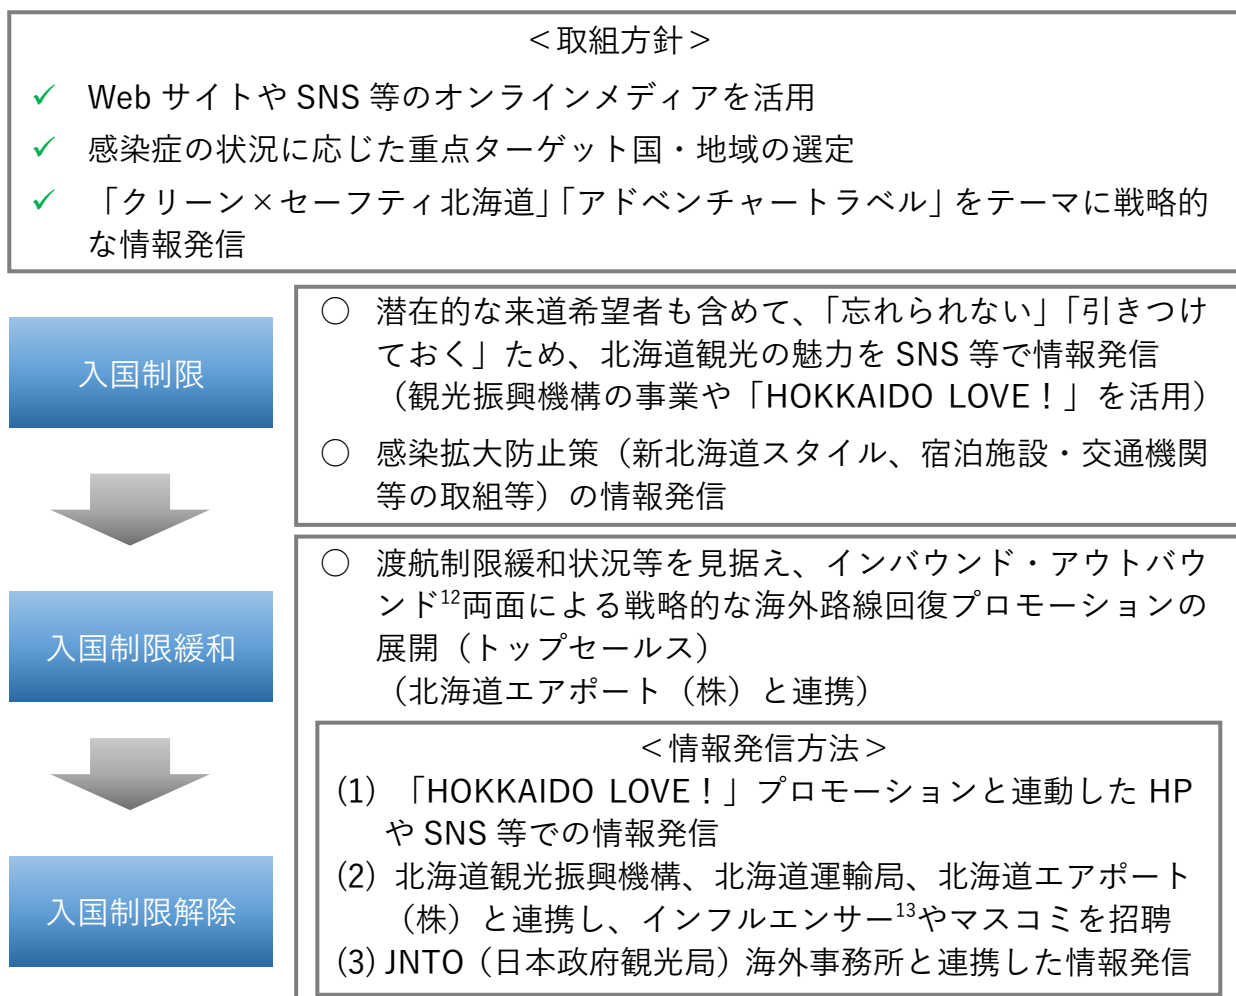 ＜取組方針＞
✓ Web サイトや SNS 等のオンラインメディアを活用
✓ 感染症の状況に応じた重点ターゲット国・地域の選定
✓ 「クリーン×セーフティ北海道」「アドベンチャートラベル」をテーマに戦略的
な情報発信
入国制限
○ 潜在的な来道希望者も含めて、「忘れられない」「引きつけ
ておく」ため、北海道観光の魅力を SNS 等で情報発信
（観光振興機構の事業や「HOKKAIDO LOVE！」を活用）
○ 感染拡大防止策（新北海道スタイル、宿泊施設・交通機関
等の取組等）の情報発信
入国制限緩和
○ 渡航制限緩和状況等を見据え、インバウンド・アウトバウ
ンド12両面による戦略的な海外路線回復プロモーションの
展開（トップセールス）
（北海道エアポート（株）と連携）
入国制限解除
＜情報発信方法＞
(1) 「HOKKAIDO LOVE！」プロモーションと連動した HP
や SNS 等での情報発信
(2) 北海道観光振興機構、北海道運輸局、北海道エアポート
（株）と連携し、インフルエンサー13やマスコミを招聘
(3) JNTO（日本政府観光局）海外事務所と連携した情報発信